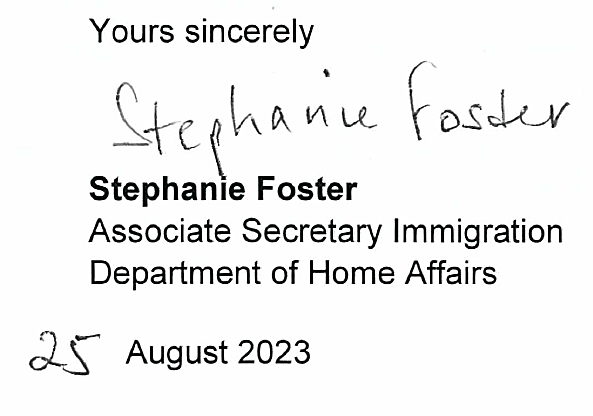 Yours sincerely
Stephanie Foster
Stephanie Foster
Associate Secretary Immigration
Department of Home Affairs
25 August 2023